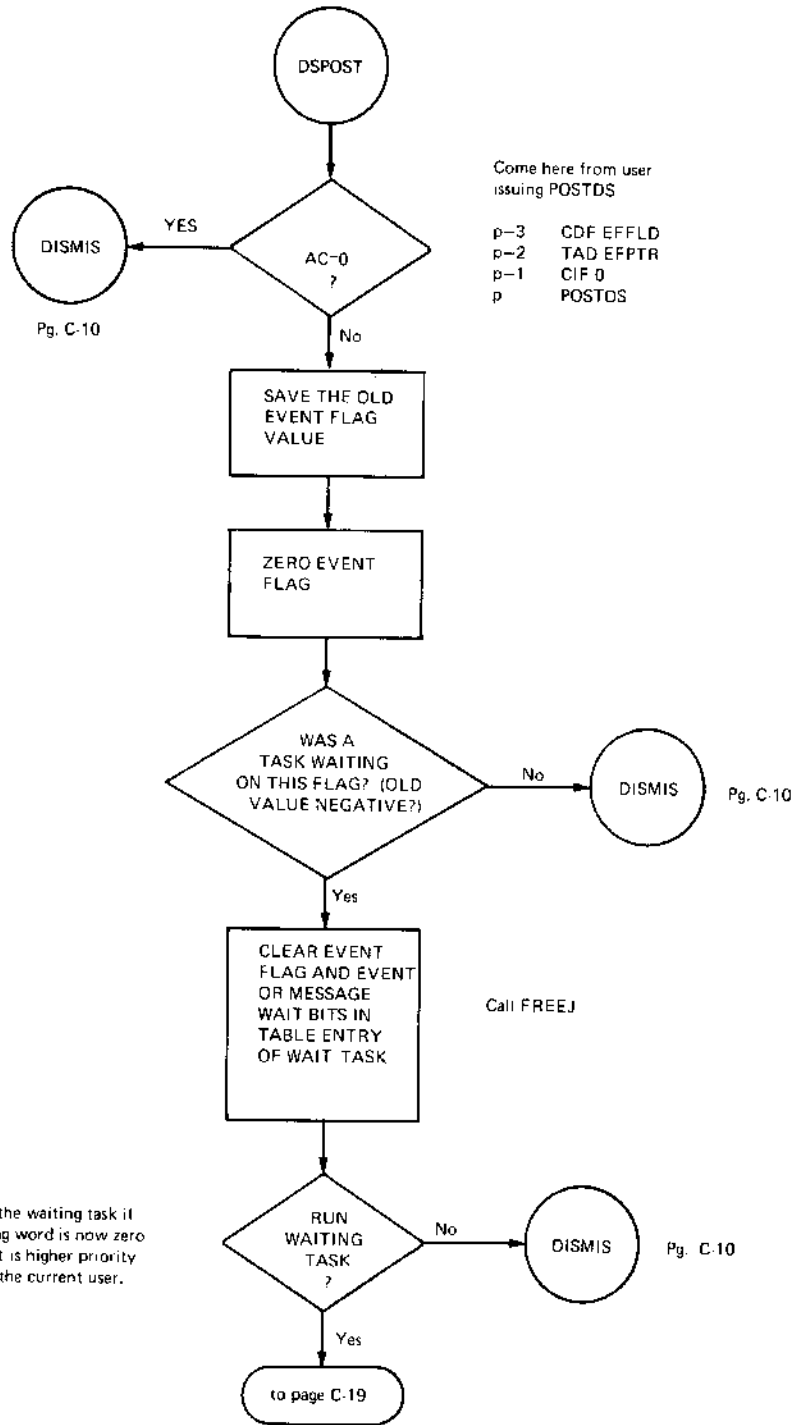 DSPOST
Come here from user
issuing POSTDS
p-3 CDF EFFLD
p-2 TAD EFPTR
p-1 CIF 0
p POSTDS
YES
DISMIS
AC=0
?
Pg. C-10
No
SAVE THE OLD
EVENT FLAG
VALUE
ZERO EVENT
FLAG
WAS A
TASK WAITING
ON THIS FLAG? (OLD
VALUE NEGATIVE?)
No
DISMIS
Pg. C-10
Yes
CLEAR EVENT
FLAG AND EVENT
OR MESSAGE
WAIT BITS IN
TABLE ENTRY
OF WAIT TASK
Call FREEJ
the waiting task if
ng word is now zero
t is higher priority
the current user.
RUN
WAITING
TASK
?
No
DISMIS
Pg. C-10
Yes
to page C-19